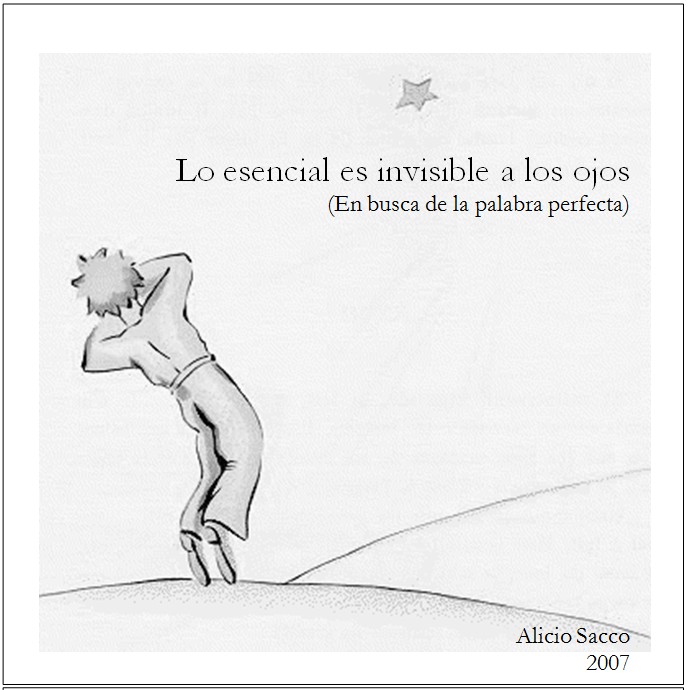 Lo esencial es invisible a los ojos
(En busca de la palabra perfecta)
Alicio Sacco
2007